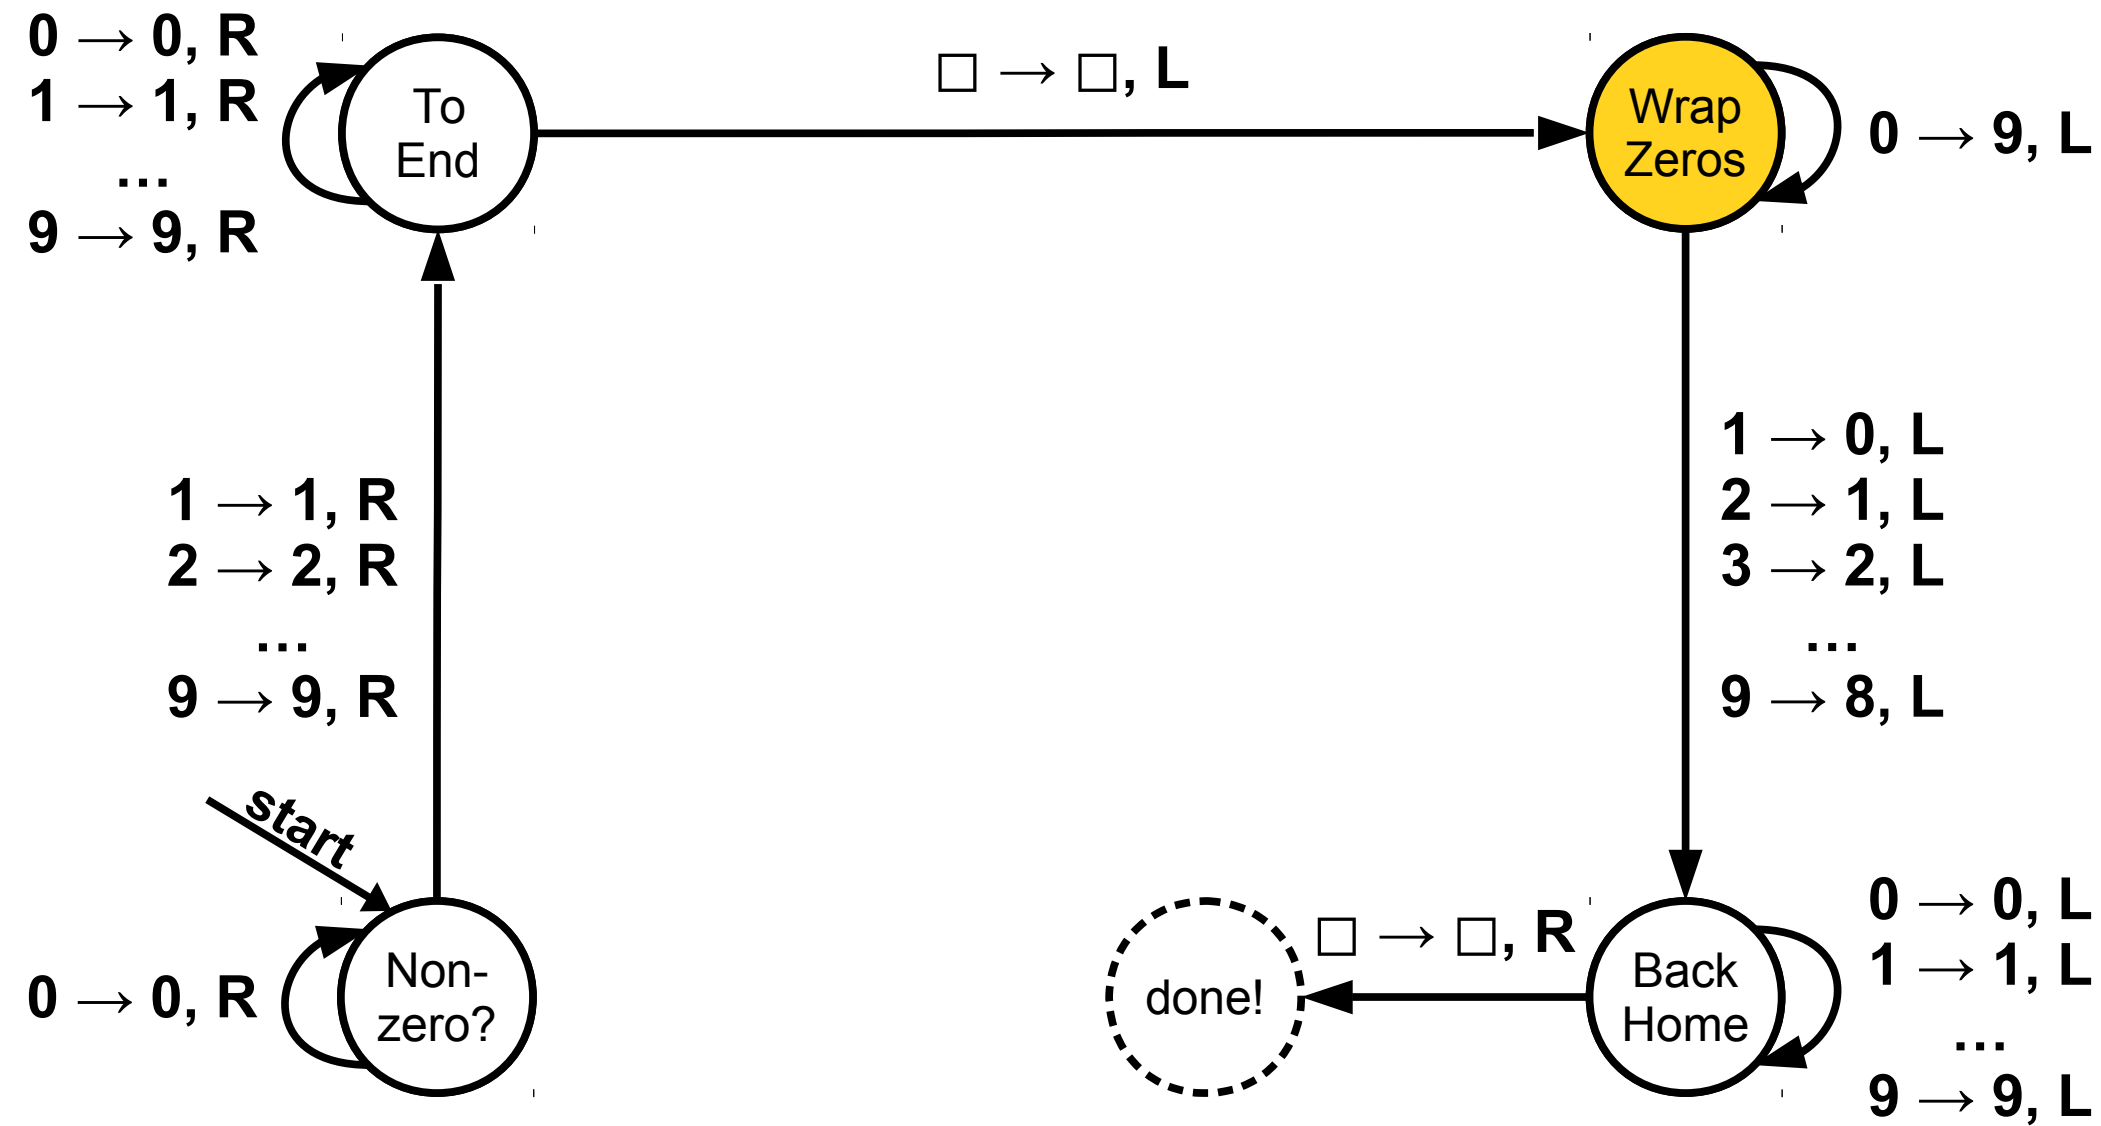 0 → 0, R
1 → 1, R
...
9 → 9, R
To
End
□ → □, L
Wrap
Zeros
0 → 9, L
1 → 1, R
2 → 2, R
...
9 → 9, R
1 → 0, L
2 → 1, L
3 → 2, L
...
9 → 8, L
start
0 → 0, R
Non-
zero?
done!
□ → □, R
Back
Home
0 → 0, L
1 → 1, L
...
9 → 9, L